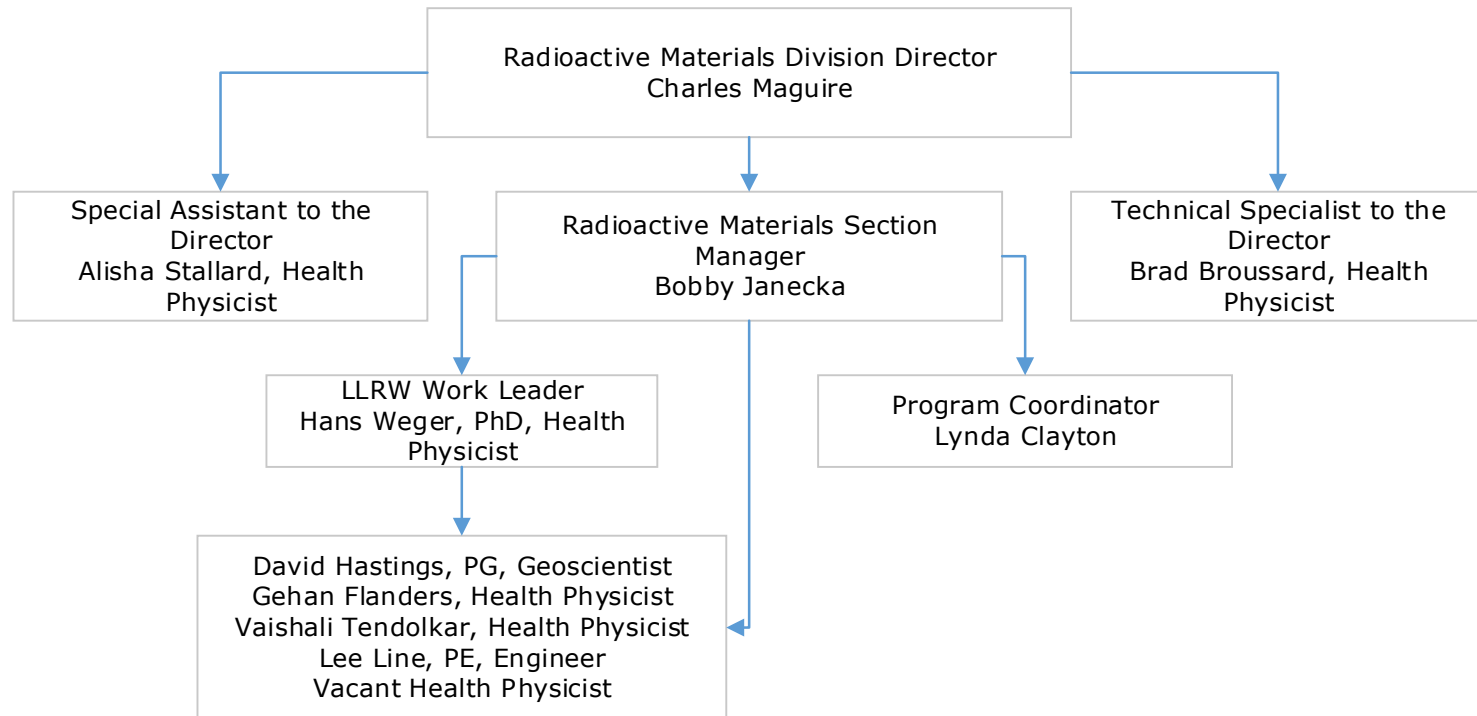 Radioactive Materials Division Director
Charles Maguire
Special Assistant to the
Director
Alisha Stallard, Health
Physicist
Radioactive Materials Section
Manager
Bobby Janecka
Technical Specialist to the
Director
Brad Broussard, Health
Physicist
LLRW Work Leader
Hans Weger, PhD, Health
Physicist
Program Coordinator
Lynda Clayton
David Hastings, PG, Geoscientist
Gehan Flanders, Health Physicist
Vaishali Tendolkar, Health Physicist
Lee Line, PE, Engineer
Vacant Health Physicist